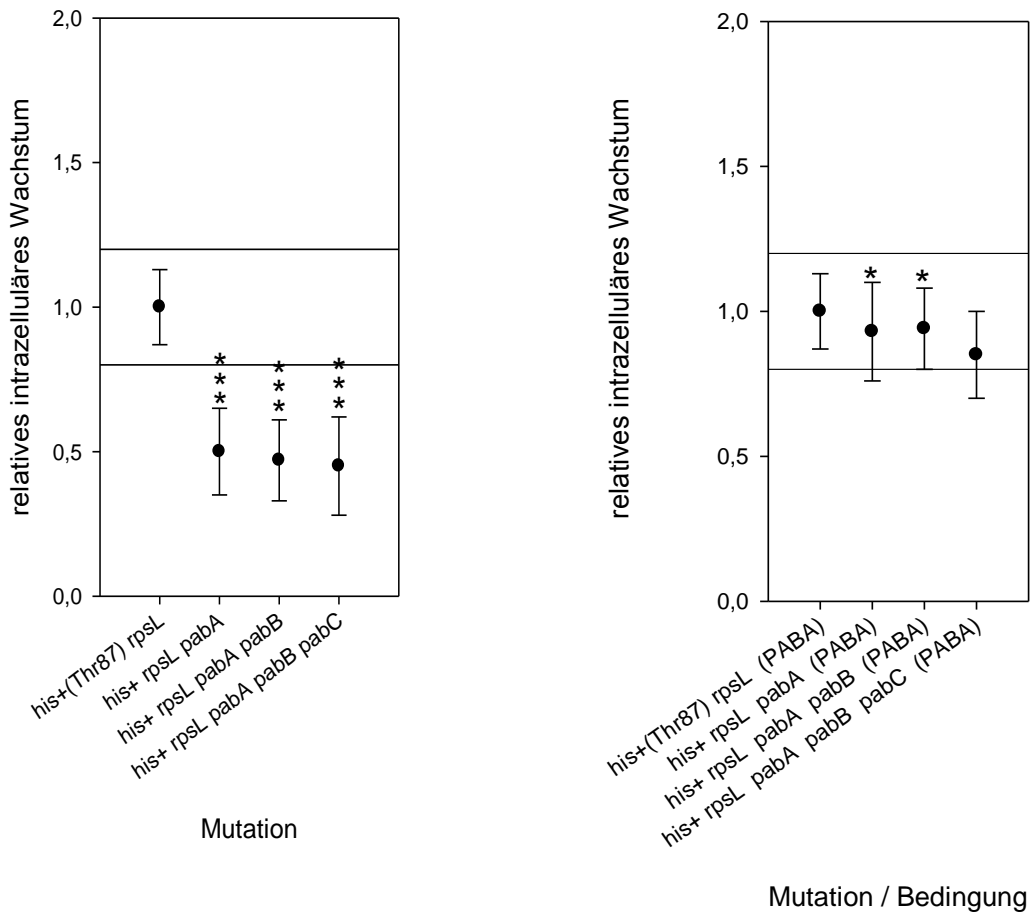 relatives intrazelluläres Wachstum
2,0
1,5
1,0
0,5
0,0
***
***
***
his+(Thr87) rpsL
his+ rpsL pabA
his+ rpsL pabA pabB
his+ rpsL pabA pabB pabC
Mutation
relatives intrazelluläres Wachstum
2,0
1,5
1,0
0,5
0,0
*
*
his+(Thr87) rpsL (PABA)
his+ rpsL pabA (PABA)
his+ rpsL pabA pabB (PABA)
his+ rpsL pabA pabB pabC (PABA)
Mutation / Bedingung